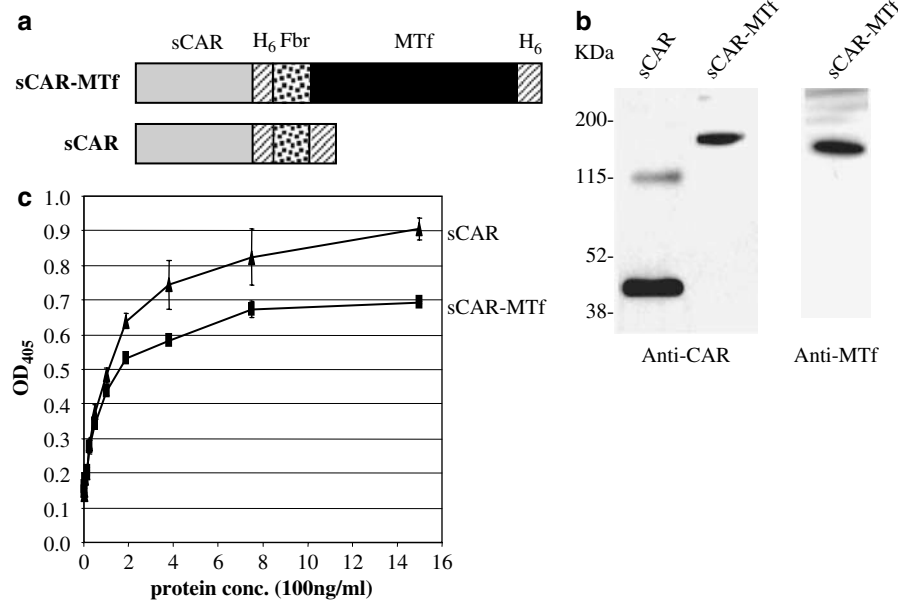 a
sCAR H6 Fbr MTf H6
sCAR-MTf
sCAR
b
KDa
sCAR
sCAR-MTf
sCAR-MTf
200-
115-
52-
38-
Anti-CAR
Anti-MTf
c
1.0
0.9
0.8
0.7
0.6
0.5
0.4
0.3
0.2
0.1
0.0
OD405
sCAR
sCAR-MTf
0 2 4 6 8 10 12 14 16
protein conc. (100ng/ml)